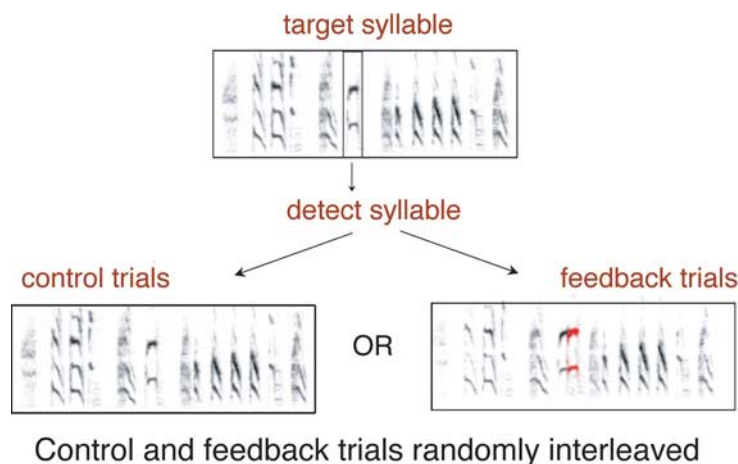 target syllable
detect syllable
control trials
feedback trials
OR
Control and feedback trials randomly interleaved